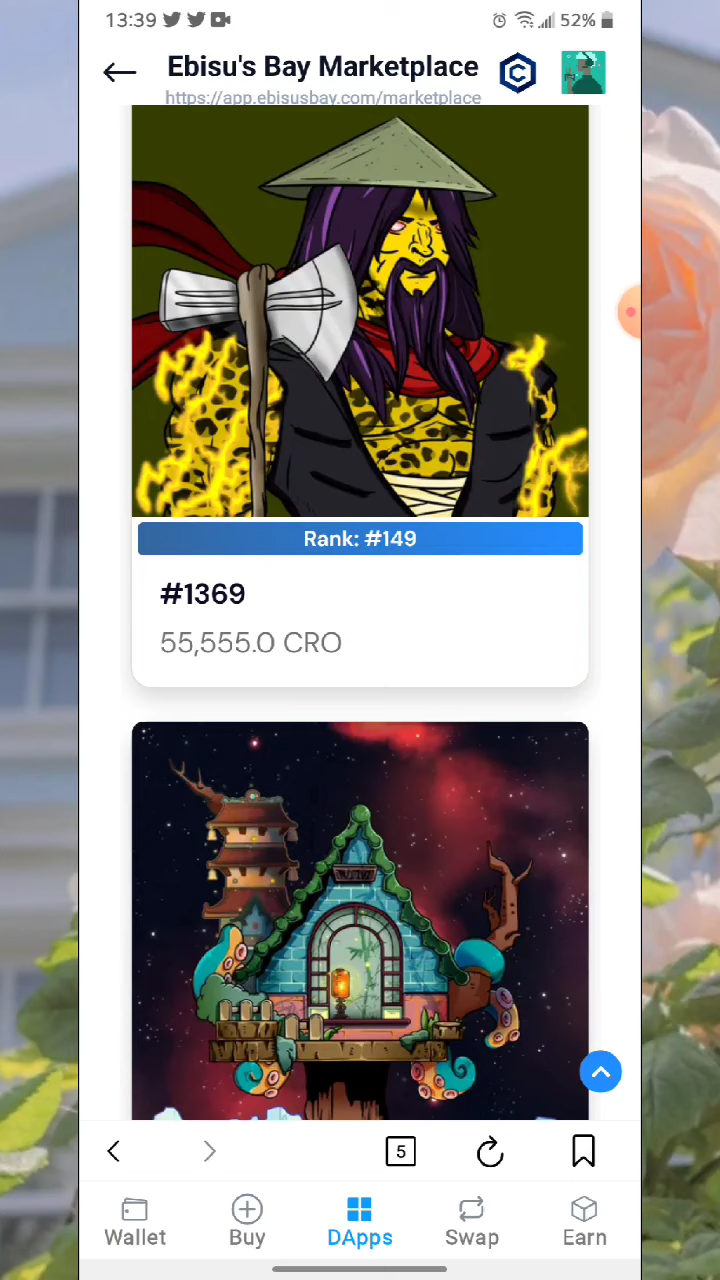 13:39
52%
Ebisu's Bay Marketplace
https://app.ebisusbay.com/marketplace
Rank: #149
#1369
55,555.0 CRO
5
Wallet
Buy
DApps
Swap
Earn